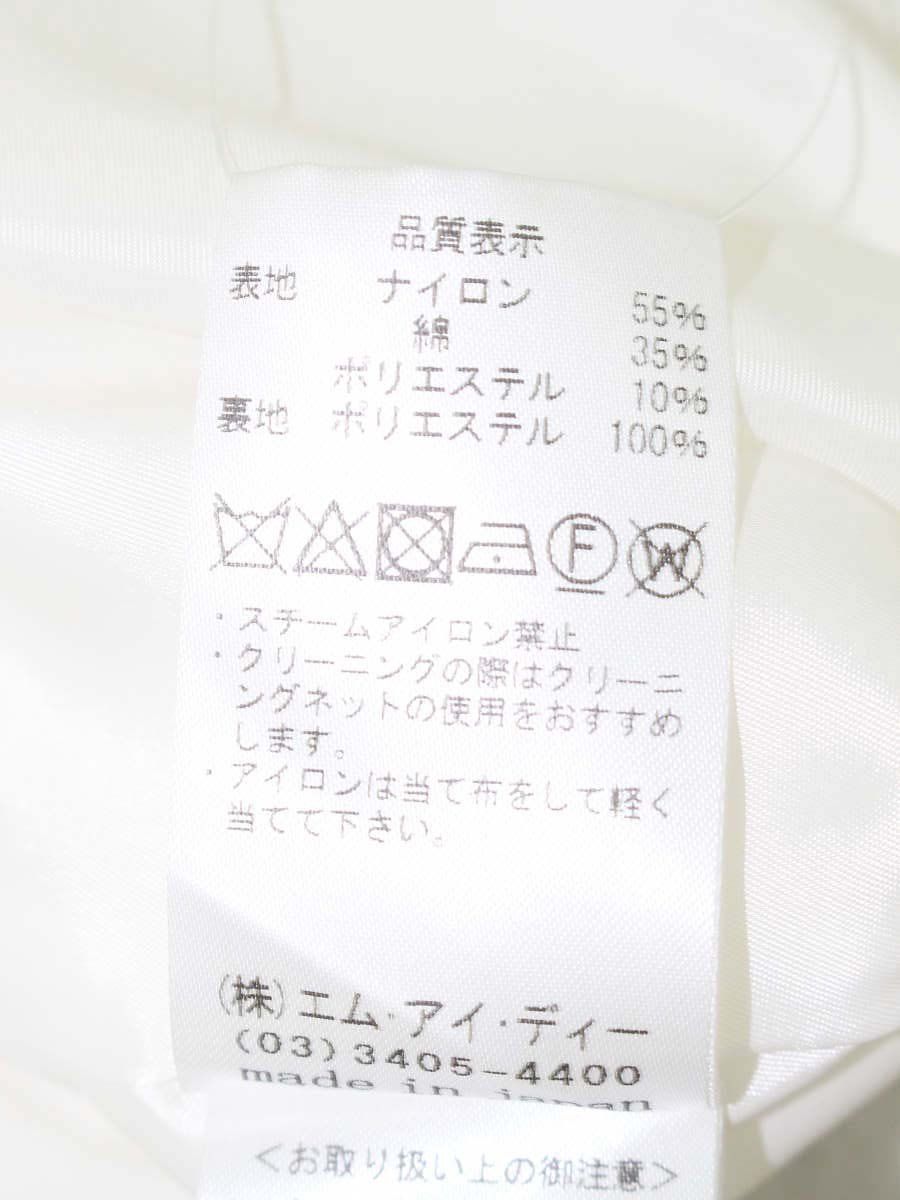 品質表示
表地 ナイロン 55%
綿 35%
ポリエステル 10%
裏地 ポリエステル 100%
F W
・スチームアイロン禁止
・クリーニングの際はクリーニ
ングネットの使用をおすすめ
します。
・アイロンは当て布をして軽く
当てて下さい。
(株)エム・アイ・ディー
(03)3405-4400
made in japan
<お取り扱い上の御注意>